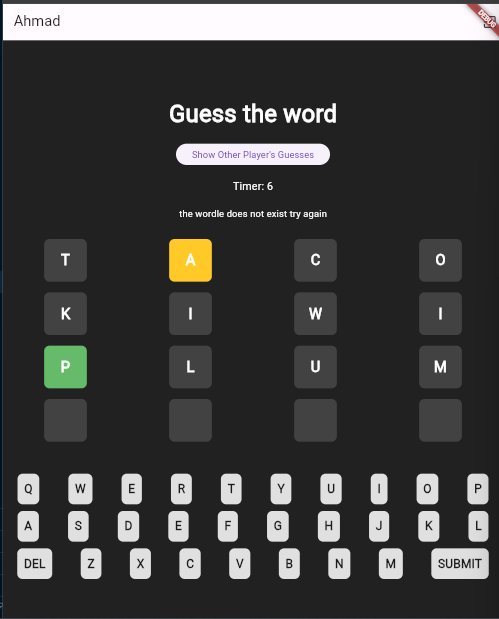 Ahmad
DEBUG
Guess the word
Show Other Player's Guesses
Timer: 6
the wordle does not exist try again
T A C O
K I W I
P L U M
Q W E R T Y U I O P
A S D E F G H J K L
DEL Z X C V B N M SUBMIT